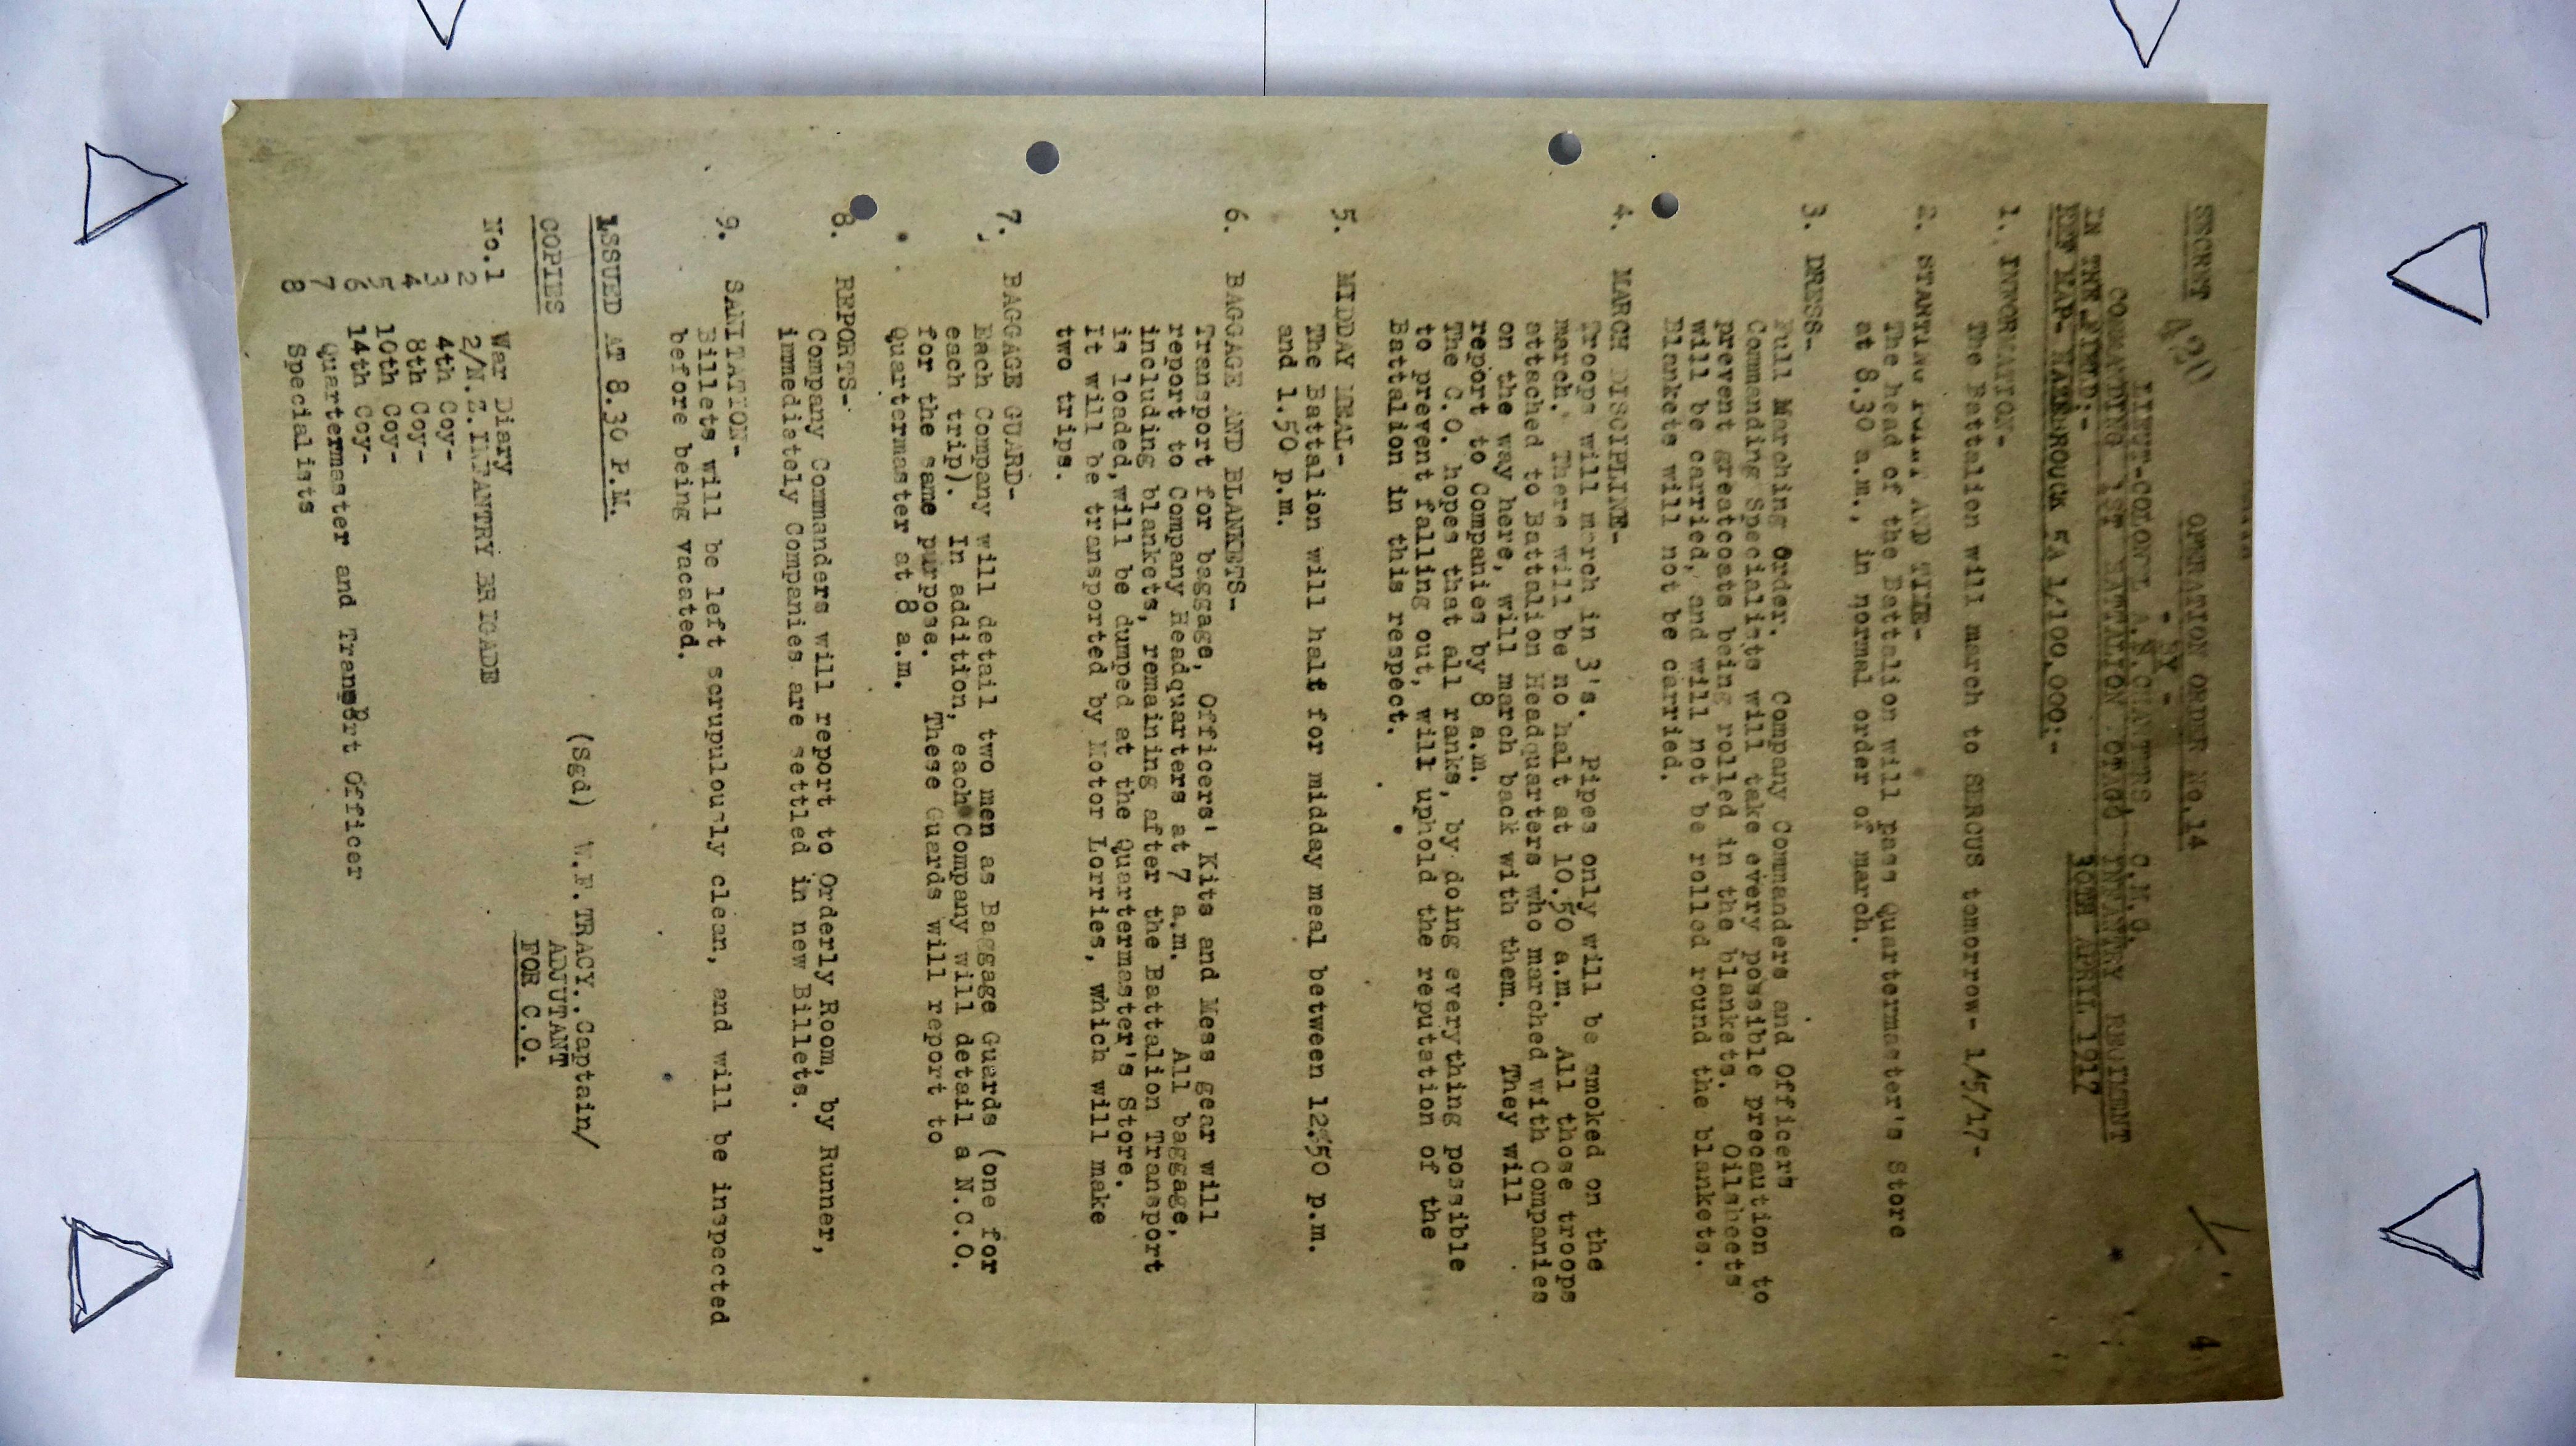 SECRET
A30
OPERATION ORDER No.14
- BY -
LIEUT-COLONEL A.B.CHARTERS, C.M.G.
COMMANDING 1ST BATTALION OTAGO INFANTRY REGIMENT
IN THE FIELD:- 30TH APRIL 1917
REF MAP- HAZEBROUCK 5A 1/100,000:-
1. INFORMATION-
The Battalion will march to SERCUS tomorrow- 1/5/17-
2. STARTING POINT AND TIME-
The head of the Battalion will pass Quartermaster's Store
at 8.30 a.m., in normal order of march.
3. DRESS-
Full Marching Order. Company Commanders and Officers
Commanding Specialists will take every possible precaution to
prevent greatcoats being rolled in the blankets. Oilsheets
will be carried, and will not be rolled round the blankets.
Blankets will not be carried.
4. MARCH DISCIPLINE-
Troops will march in 3's. Pipes only will be smoked on the
march. There will be no halt at 10.50 a.m. All those troops
attached to Battalion Headquarters who marched with Companies
on the way here, will march back with them. They will
report to Companies by 8 a.m.
The C.O. hopes that all ranks, by doing everything possible
to prevent falling out, will uphold the reputation of the
Battalion in this respect.
5. MIDDAY MEAL-
The Battalion will halt for midday meal between 12.50 p.m.
and 1.50 p.m.
6. BAGGAGE AND BLANKETS-
Transport for baggage, Officers' Kits and Mess gear will
report to Company Headquarters at 7 a.m. All baggage,
including blankets, remaining after the Battalion Transport
is loaded,will be dumped at the Quartermaster's Store.
It will be transported by Motor Lorries, which will make
two trips.
7. BAGGAGE GUARD-
Each Company will detail two men as Baggage Guards (one for
each trip). In addition, each Company will detail a N.C.O.
for the same purpose. These Guards will report to
Quartermaster at 8 a.m.
8. REPORTS-
Company Commanders will report to Orderly Room, by Runner,
immediately Companies are settled in new Billets.
9. SANITATION-
Billets will be left scrupulously clean, and will be inspected
before being vacated.
ISSUED AT 8.30 P.M.
(Sgd) W.F.TRACY..Captain/
ADJUTANT
FOR C.O.
COPIES
No.1 War Diary
2 2/N.Z.INFANTRY BRIGADE
3 4th Coy-
4 8th Coy-
5 10th Coy-
6 14th Coy-
7 Quartermaster and Transport Officer
8 Specialists
4